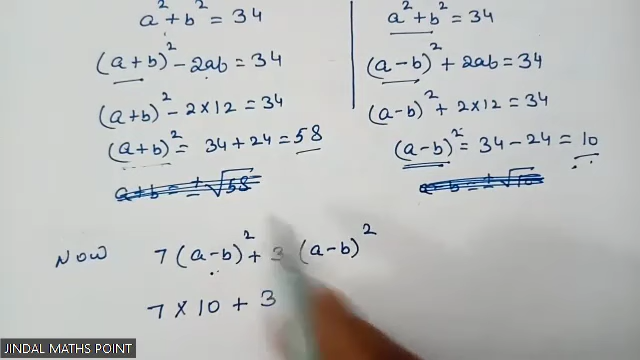 a² + b² = 34
(a + b)² - 2ab = 34
(a+b)² - 2×12 = 34
(a+b)² = 34 + 24 = 58
a+b = ±√58
a² + b² = 34
(a - b)² + 2ab = 34
(a-b)² + 2×12 = 34
(a-b)² = 34 - 24 = 10
a-b = ±√10
Now 7(a-b)² + 3(a-b)²
7×10 + 3
JINDAL MATHS POINT